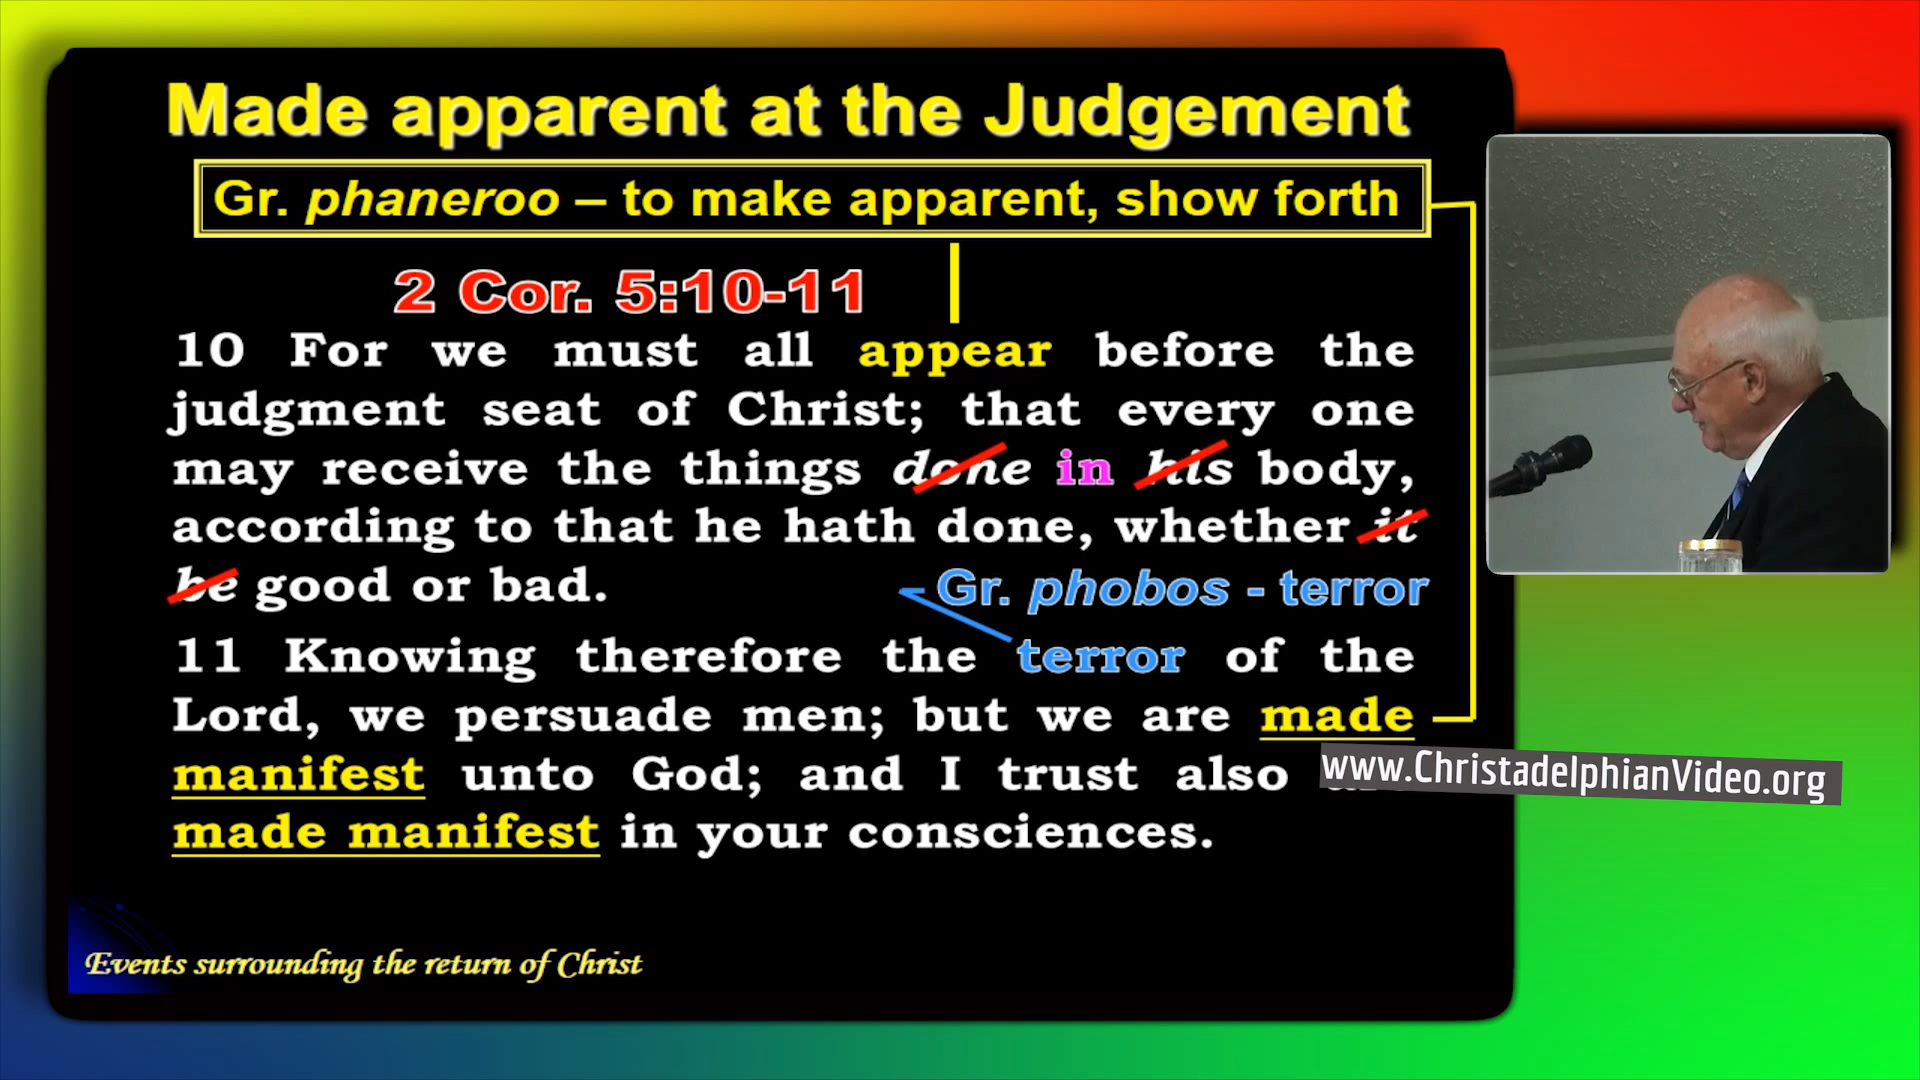 Made apparent at the Judgement
Gr. phaneroo – to make apparent, show forth
2 Cor. 5:10-11
10 For we must all appear before the
judgment seat of Christ; that every one
may receive the things done in his body,
according to that he hath done, whether it
be good or bad.
Gr. phobos - terror
11 Knowing therefore the terror of the
Lord, we persuade men; but we are made
manifest unto God; and I trust also
made manifest in your consciences.
www.ChristadelphianVideo.org
Events surrounding the return of Christ